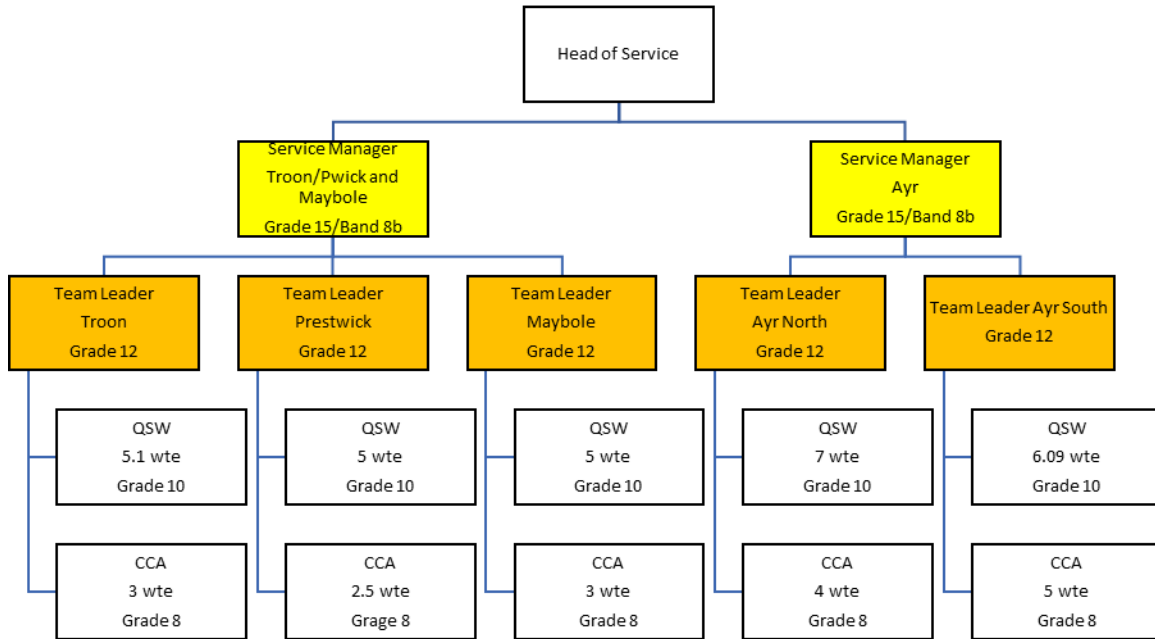 Head of Service
Service Manager
Troon/Pwick and
Maybole
Grade 15/Band 8b
Service Manager
Ayr
Grade 15/Band 8b
Team Leader
Troon
Grade 12
Team Leader
Prestwick
Grade 12
Team Leader
Maybole
Grade 12
Team Leader
Ayr North
Grade 12
Team Leader Ayr South
Grade 12
QSW
5.1 wte
Grade 10
QSW
5 wte
Grade 10
QSW
5 wte
Grade 10
QSW
7 wte
Grade 10
QSW
6.09 wte
Grade 10
CCA
3 wte
Grade 8
CCA
2.5 wte
Grage 8
CCA
3 wte
Grade 8
CCA
4 wte
Grade 8
CCA
5 wte
Grade 8